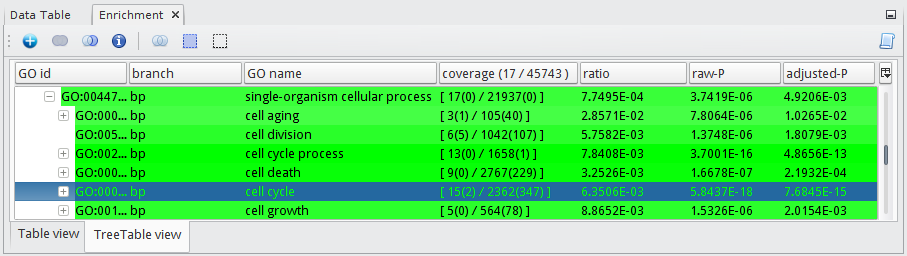 Data Table Enrichment
GO id branch GO name coverage (17 / 45743 ) ratio raw-P adjusted-P
GO:00447... bp single-organism cellular process [ 17(0) / 21937(0) ] 7.7495E-04 3.7419E-06 4.9206E-03
GO:000... bp cell aging [ 3(1) / 105(40) ] 2.8571E-02 7.8064E-06 1.0265E-02
GO:005... bp cell division [ 6(5) / 1042(107) ] 5.7582E-03 1.3748E-06 1.8079E-03
GO:002... bp cell cycle process [ 13(0) / 1658(1) ] 7.8408E-03 3.7001E-16 4.8656E-13
GO:000... bp cell death [ 9(0) / 2767(229) ] 3.2526E-03 1.6678E-07 2.1932E-04
GO:000... bp cell cycle [ 15(2) / 2362(347) ] 6.3506E-03 5.8437E-18 7.6845E-15
GO:001... bp cell growth [ 5(0) / 564(78) ] 8.8652E-03 1.5326E-06 2.0154E-03
Table view TreeTable view